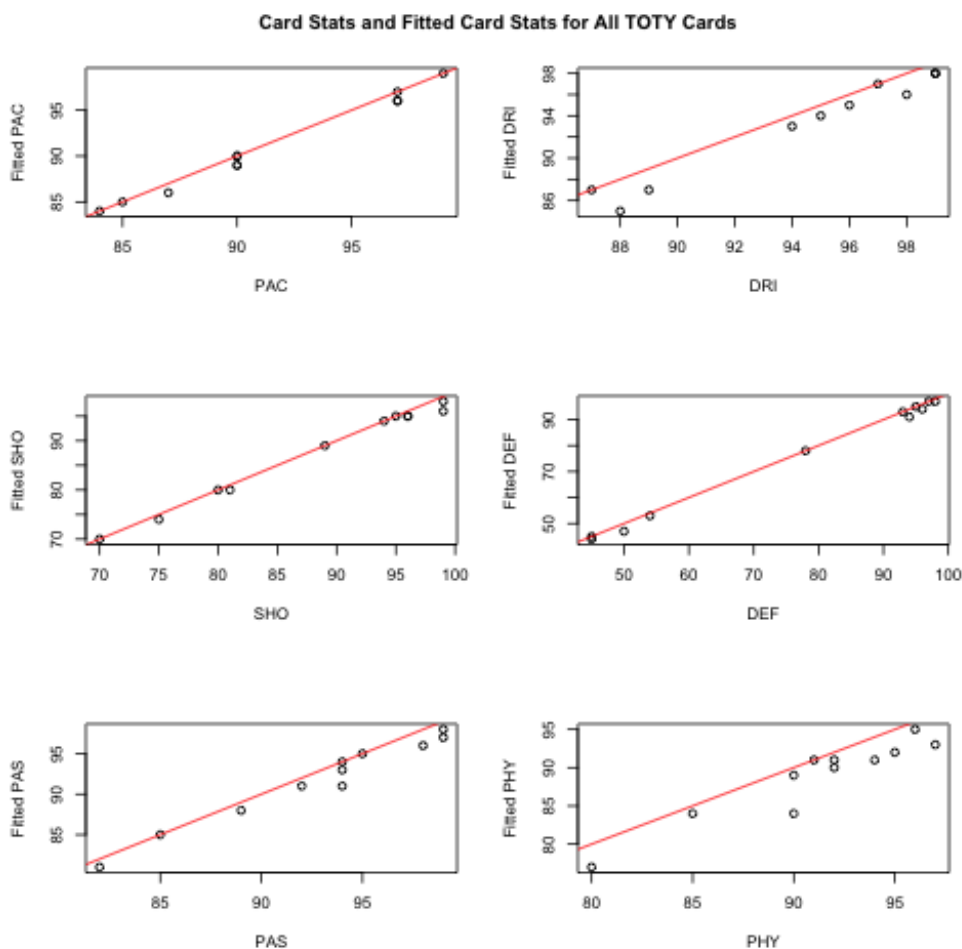 Card Stats and Fitted Card Stats for All TOTY Cards
Fitted PAC
85 90 95
85 90 95
PAC
Fitted DRI
86 90 94 98
88 90 92 94 96 98
DRI
Fitted SHO
70 80 90
70 75 80 85 90 95 100
SHO
Fitted DEF
50 70 90
50 60 70 80 90 100
DEF
Fitted PAS
85 90 95
85 90 95
PAS
Fitted PHY
80 85 90 95
80 85 90 95
PHY